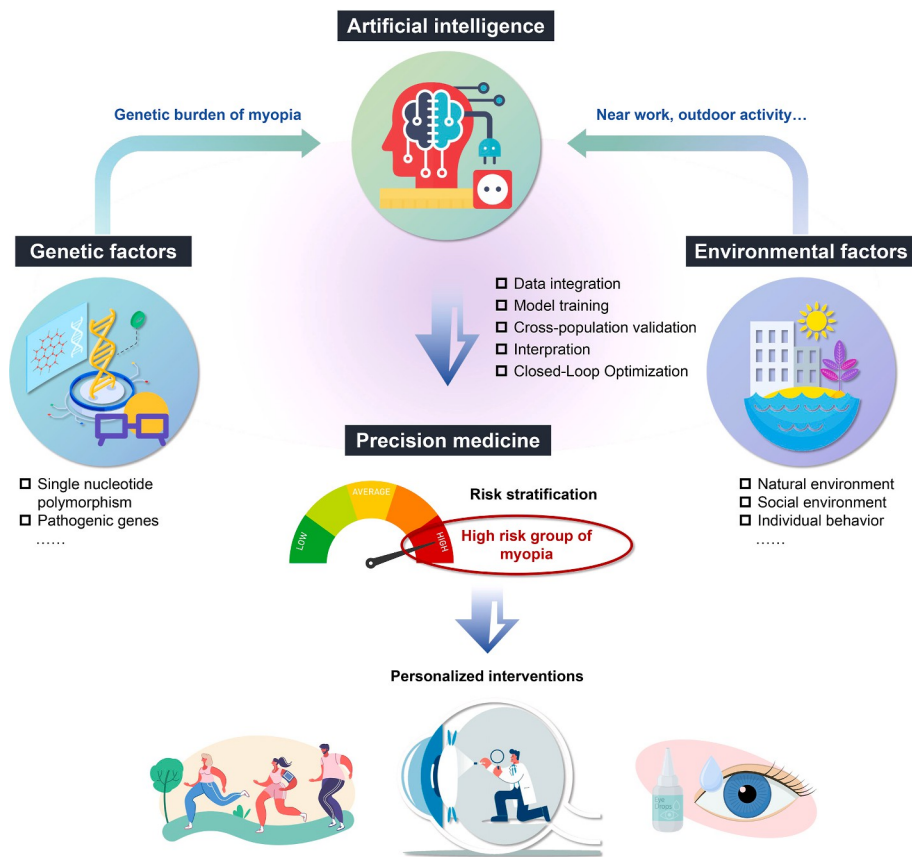 Artificial intelligence
Genetic burden of myopia
Near work, outdoor activity…
Genetic factors
Environmental factors
Data integration
Model training
Cross-population validation
Interpration
Closed-Loop Optimization
Single nucleotide
polymorphism
Pathogenic genes
……
Natural environment
Social environment
Individual behavior
……
Precision medicine
LOW
AVERAGE
HIGH
Risk stratification
High risk group of
myopia
Personalized interventions
Eye
Drops